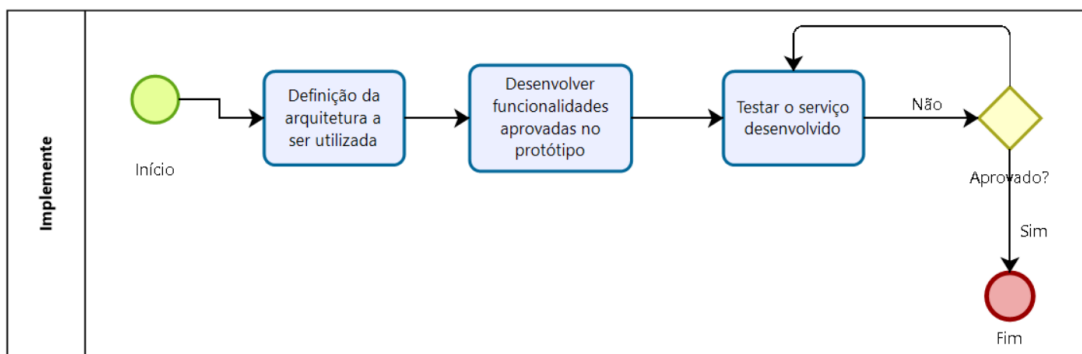 Implemente
Início
Definição da
arquitetura a
ser utilizada
Desenvolver
funcionalidades
aprovadas no
protótipo
Testar o serviço
desenvolvido
Não
Aprovado?
Sim
Fim